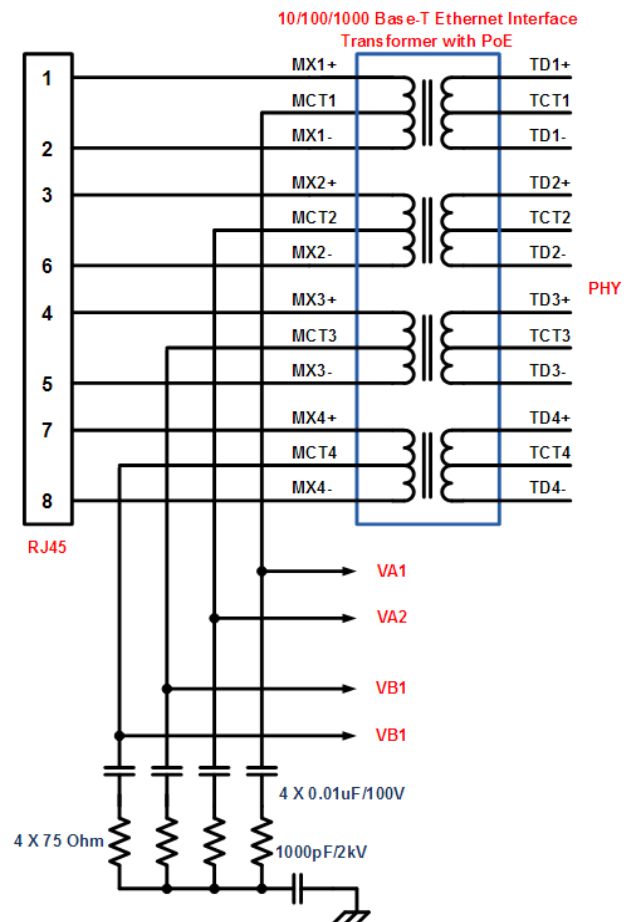 10/100/1000 Base-T Ethernet Interface
Transformer with PoE
1
MX1+
TD1+
MCT1
TCT1
2
MX1-
TD1-
3
MX2+
TD2+
MCT2
TCT2
6
MX2-
TD2-
PHY
4
MX3+
TD3+
MCT3
TCT3
5
MX3-
TD3-
7
MX4+
TD4+
MCT4
TCT4
8
MX4-
TD4-
RJ45
VA1
VA2
VB1
VB1
4 X 0.01uF/100V
4 X 75 Ohm
1000pF/2kV